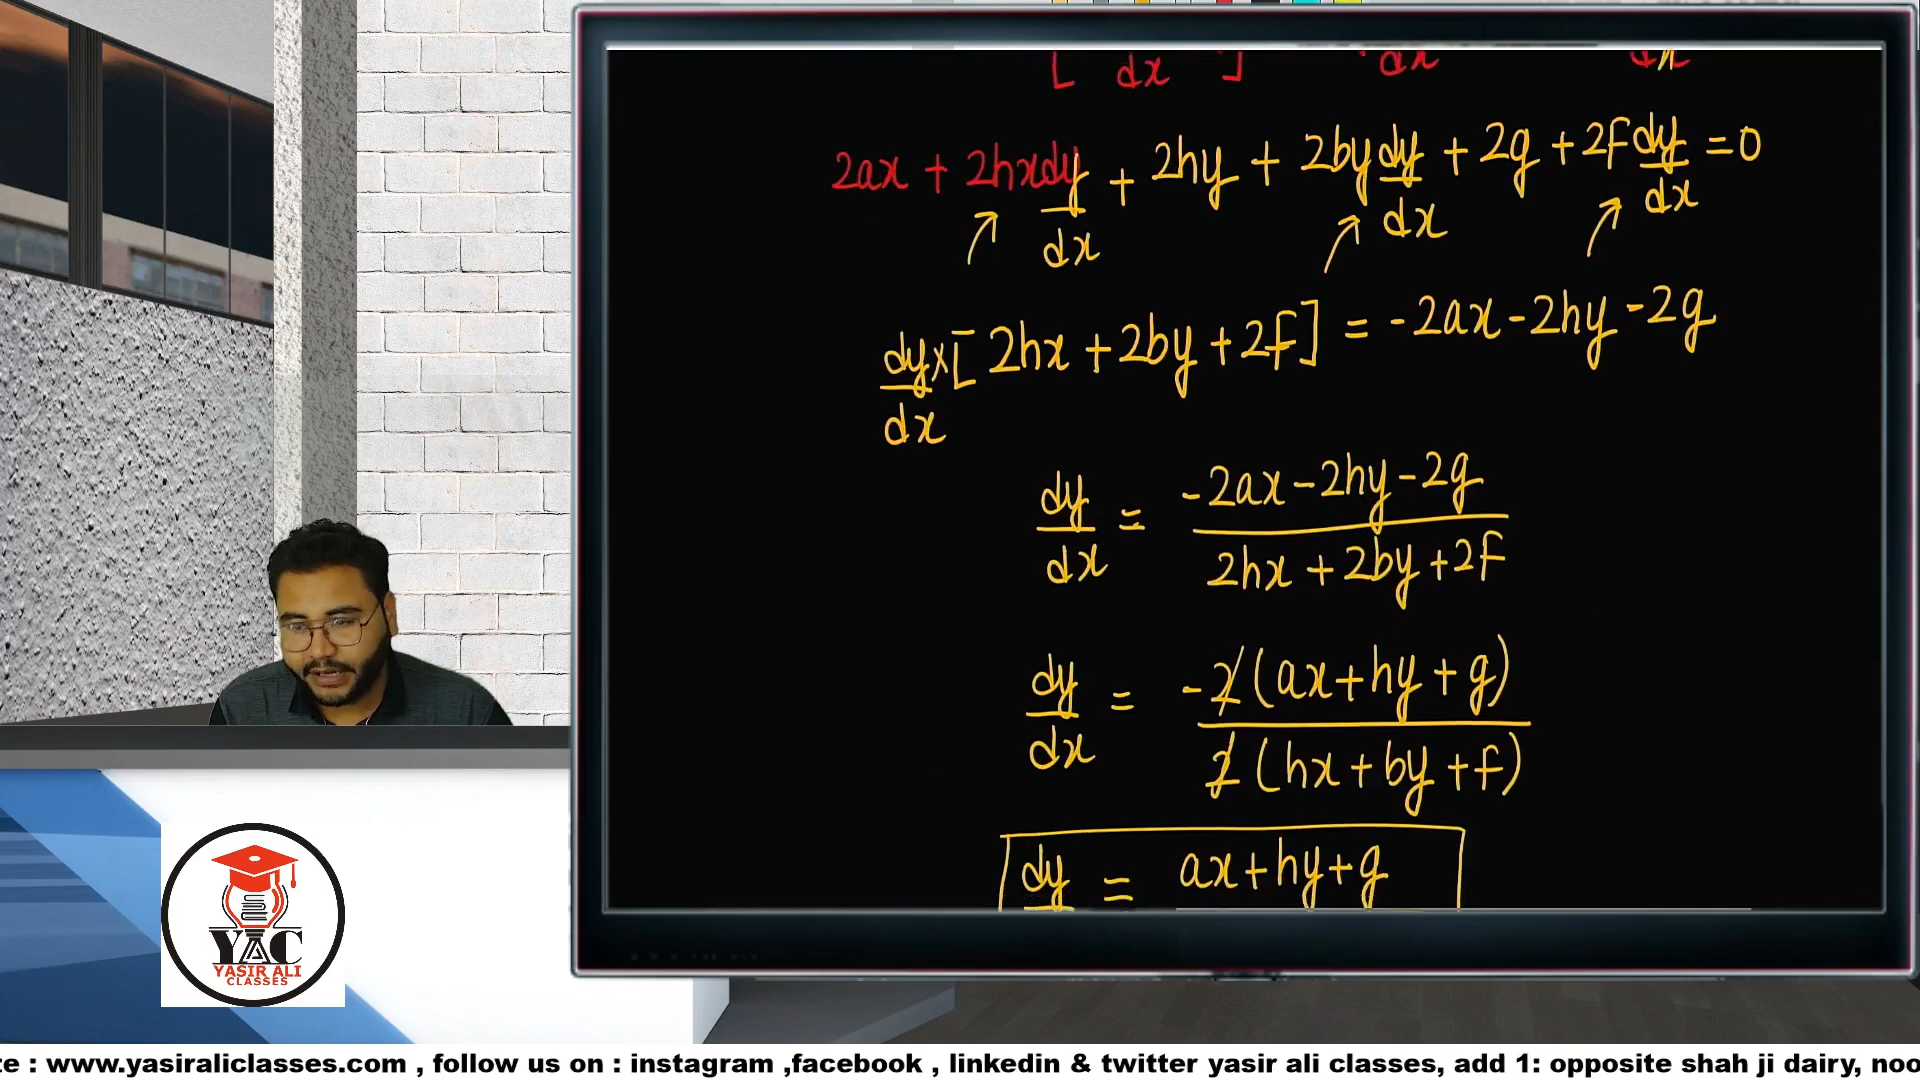 [ dx ] dx dx
2ax + 2hx dy/dx + 2hy + 2by dy/dx + 2g + 2f dy/dx = 0
dy/dx × [ 2hx + 2by + 2f ] = -2ax - 2hy - 2g
dy/dx = -2ax - 2hy - 2g / 2hx + 2by + 2f
dy/dx = -2 (ax + hy + g) / 2 (hx + by + f)
dy = ax + hy + g
YAC
YASIR ALI
CLASSES
: www.yasiraliclasses.com , follow us on : instagram ,facebook , linkedin & twitter yasir ali classes, add 1: opposite shah ji dairy,